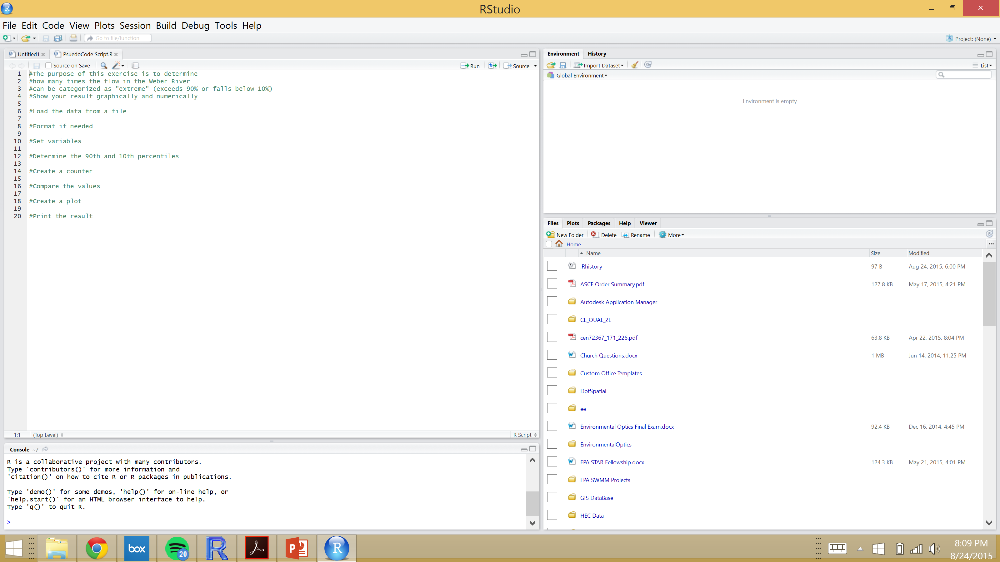 RStudio
File Edit Code View Plots Session Build Debug Tools Help
Go to file/function
Project: (None)
Untitled1
PsuedoCode Script.R
Source on Save
Run
Source
1 #The purpose of this exercise is to determine
2 #how many times the flow in the Weber River
3 #can be categorized as "extreme" (exceeds 90% or falls below 10%)
4 #Show your result graphically and numerically
5
6 #Load the data from a file
7
8 #Format if needed
9
10 #Set variables
11
12 #Determine the 90th and 10th percentiles
13
14 #Create a counter
15
16 #Compare the values
17
18 #Create a plot
19
20 #Print the result
1:1 (Top Level) R Script
Console ~/
R is a collaborative project with many contributors.
Type 'contributors()' for more information and
'citation()' on how to cite R or R packages in publications.
Type 'demo()' for some demos, 'help()' for on-line help, or
'help.start()' for an HTML browser interface to help.
Type 'q()' to quit R.
>
Environment History
Import Dataset
List
Global Environment
Environment is empty
Files Plots Packages Help Viewer
New Folder Delete Rename More
Home
Name Size Modified
.Rhistory 97 B Aug 24, 2015, 6:00 PM
ASCE Order Summary.pdf 127.8 KB May 17, 2015, 4:21 PM
Autodesk Application Manager
CE_QUAL_2E
cen72367_171_226.pdf 63.8 KB Apr 22, 2015, 8:04 PM
Church Questions.docx 1 MB Jun 14, 2014, 11:25 PM
Custom Office Templates
DotSpatial
ee
Environmental Optics Final Exam.docx 92.4 KB Dec 16, 2014, 4:45 PM
EnvironmentalOptics
EPA STAR Fellowship.docx 124.3 KB May 21, 2015, 4:01 PM
EPA SWMM Projects
GIS DataBase
HEC Data
box
20
R
P
R
8:09 PM
8/24/2015